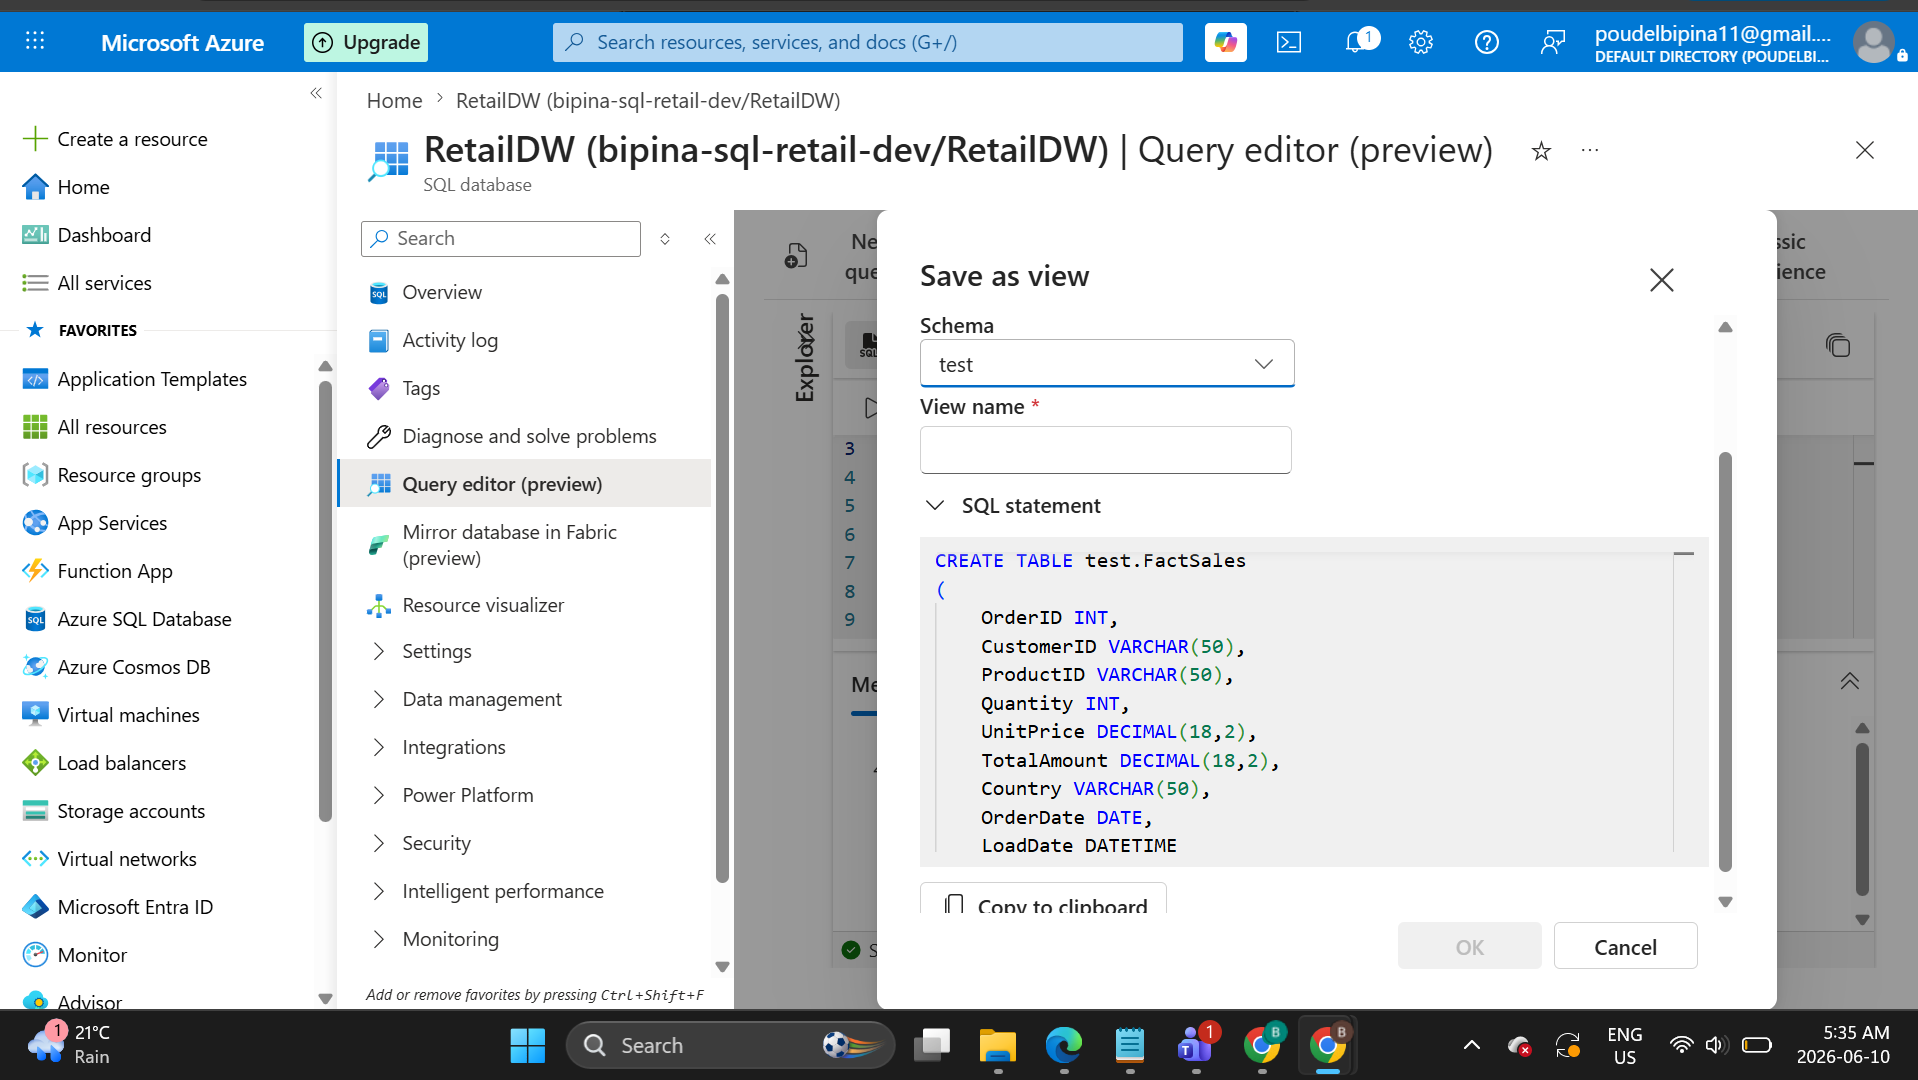 Microsoft Azure
Upgrade
Search resources, services, and docs (G+/)
1
poudelbipina11@gmail....
DEFAULT DIRECTORY (POUDELBI...
Create a resource
Home
Dashboard
All services
FAVORITES
Application Templates
All resources
Resource groups
App Services
Function App
Azure SQL Database
Azure Cosmos DB
Virtual machines
Load balancers
Storage accounts
Virtual networks
Microsoft Entra ID
Monitor
Advisor
Home > RetailDW (bipina-sql-retail-dev/RetailDW)
RetailDW (bipina-sql-retail-dev/RetailDW) | Query editor (preview)
SQL database
Search
Overview
Activity log
Tags
Diagnose and solve problems
Query editor (preview)
Mirror database in Fabric
(preview)
Resource visualizer
Settings
Data management
Integrations
Power Platform
Security
Intelligent performance
Monitoring
Add or remove favorites by pressing Ctrl+Shift+F
Explorer
3
4
5
6
7
8
9
Save as view
Schema
test
View name *
SQL statement
CREATE TABLE test.FactSales
(
OrderID INT,
CustomerID VARCHAR(50),
ProductID VARCHAR(50),
Quantity INT,
UnitPrice DECIMAL(18,2),
TotalAmount DECIMAL(18,2),
Country VARCHAR(50),
OrderDate DATE,
LoadDate DATETIME
Copy to clipboard
OK
Cancel
1
21°C
Rain
Search
1
B
B
ENG
US
5:35 AM
2026-06-10